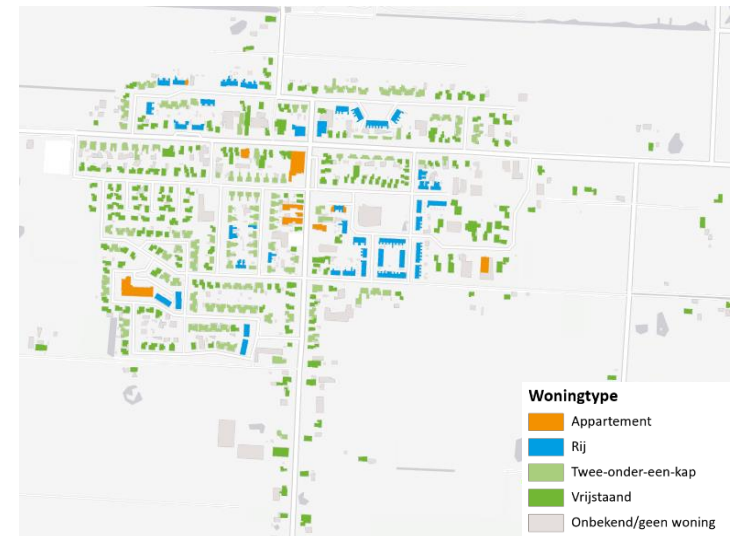 Woningtype
Appartement
Rij
Twee-onder-een-kap
Vrijstaand
Onbekend/geen woning